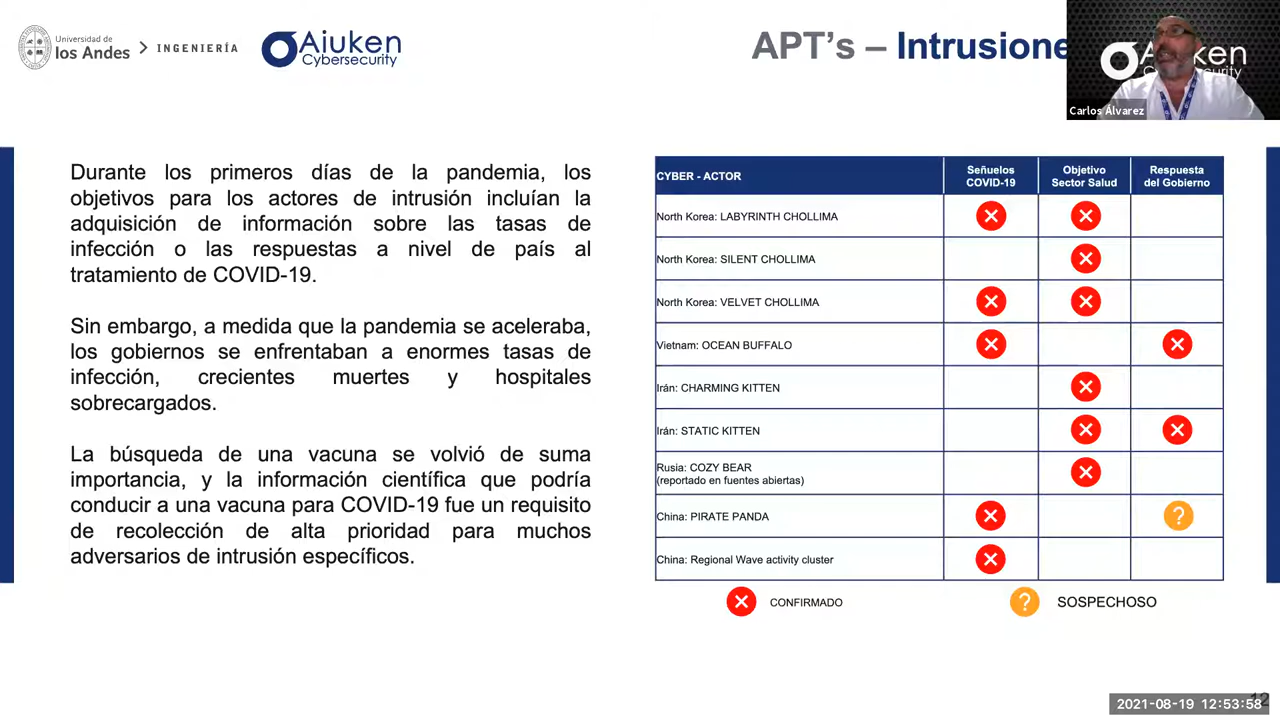 Universidad de
los Andes
INGENIERÍA
Aiuken
Cybersecurity
APT's – Intrusione
Carlos Álvarez
Durante los primeros días de la pandemia, los
objetivos para los actores de intrusión incluían la
adquisición de información sobre las tasas de
infección o las respuestas a nivel de país al
tratamiento de COVID-19.
Sin embargo, a medida que la pandemia se aceleraba,
los gobiernos se enfrentaban a enormes tasas de
infección, crecientes muertes y hospitales
sobrecargados.
La búsqueda de una vacuna se volvió de suma
importancia, y la información científica que podría
conducir a una vacuna para COVID-19 fue un requisito
de recolección de alta prioridad para muchos
adversarios de intrusión específicos.
CYBER - ACTOR
Señuelos
COVID-19
Objetivo
Sector Salud
Respuesta
del Gobierno
North Korea: LABYRINTH CHOLLIMA
North Korea: SILENT CHOLLIMA
North Korea: VELVET CHOLLIMA
Vietnam: OCEAN BUFFALO
Irán: CHARMING KITTEN
Irán: STATIC KITTEN
Rusia: COZY BEAR
(reportado en fuentes abiertas)
China: PIRATE PANDA
?
China: Regional Wave activity cluster
CONFIRMADO
? SOSPECHOSO
12
2021-08-19 12:53:58